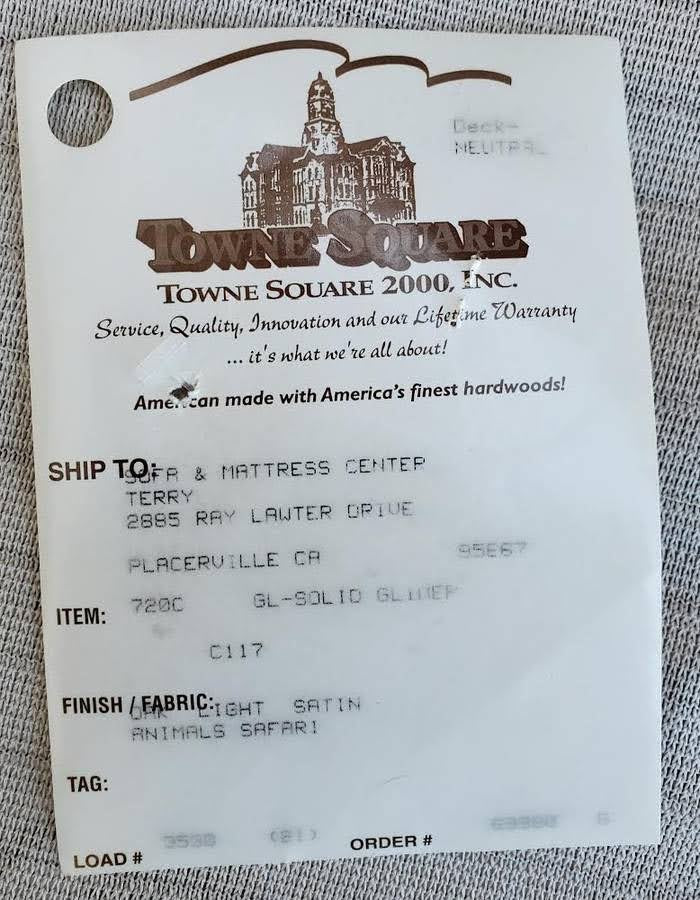 Deck-
TOWNE SQUARE
TOWNE SQUARE 2000, INC.
Service, Quality, Innovation and our Lifetime Warranty
... it's what we're all about!
American made with America's finest hardwoods!
SHIP TO:
SOFA & MATTRESS CENTER
TERRY
2885 RAY LAWTER DRIVE
PLACERVILLE CA 95667
ITEM: 720C GL-SOLID GLIDER
C117
FINISH / FABRIC:
OAK LIGHT SATIN
ANIMALS SAFARI
TAG:
LOAD # (81) ORDER #